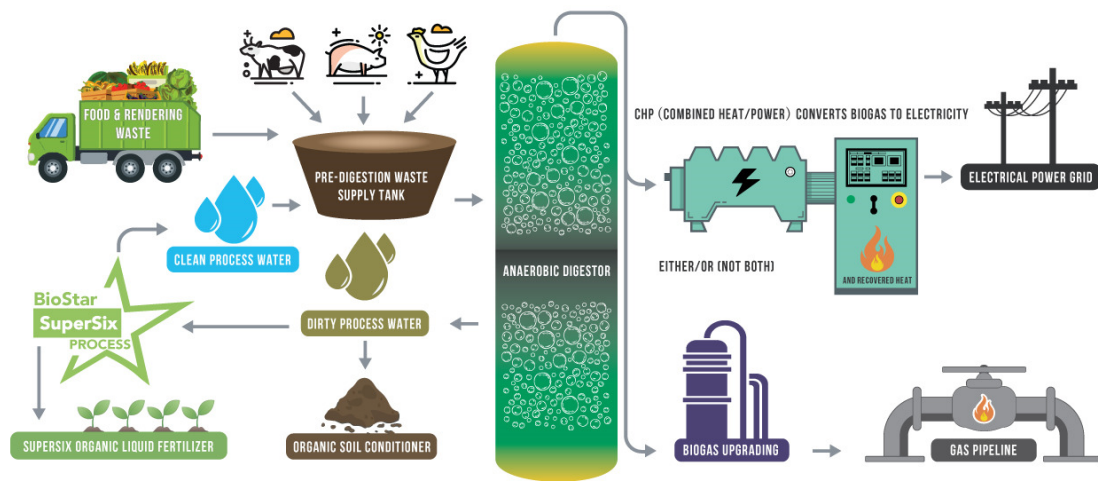 FOOD & RENDERING
WASTE
PRE-DIGESTION WASTE
SUPPLY TANK
CLEAN PROCESS WATER
DIRTY PROCESS WATER
BioStar
SuperSix
PROCESS
SUPERSIX ORGANIC LIQUID FERTILIZER
ORGANIC SOIL CONDITIONER
ANAEROBIC DIGESTOR
CHP (COMBINED HEAT/POWER) CONVERTS BIOGAS TO ELECTRICITY
ELECTRICAL POWER GRID
EITHER/OR (NOT BOTH)
AND RECOVERED HEAT
BIOGAS UPGRADING
GAS PIPELINE